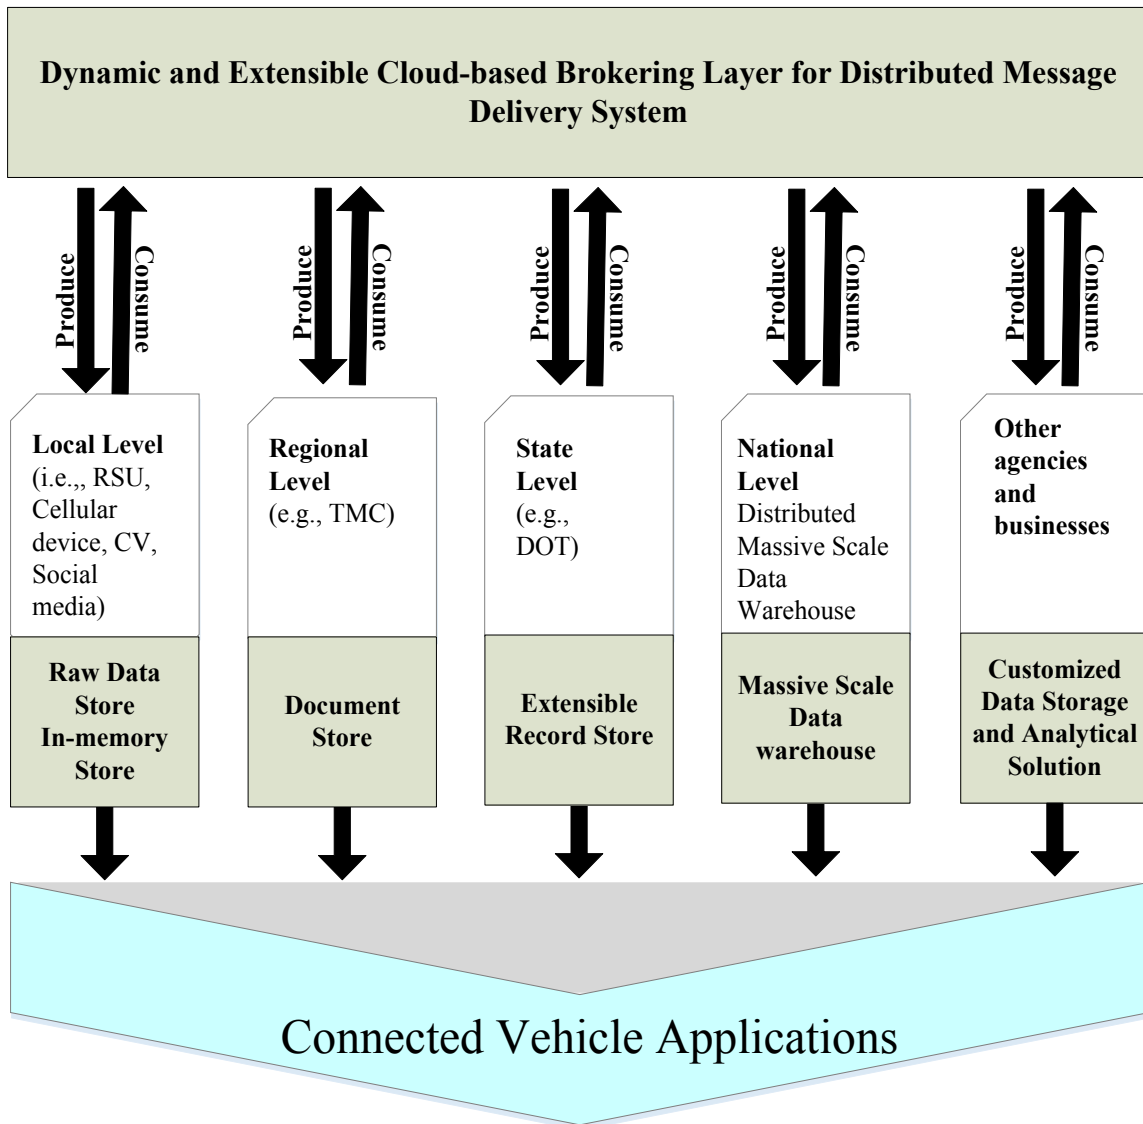 Dynamic and Extensible Cloud-based Brokering Layer for Distributed Message
Delivery System
Produce
Consume
Produce
Consume
Produce
Consume
Produce
Consume
Produce
Consume
Local Level
(i.e.,, RSU,
Cellular
device, CV,
Social
media)
Regional
Level
(e.g., TMC)
State
Level
(e.g.,
DOT)
National
Level
Distributed
Massive Scale
Data
Warehouse
Other
agencies
and
businesses
Raw Data
Store
In-memory
Store
Document
Store
Extensible
Record Store
Massive Scale
Data
warehouse
Customized
Data Storage
and Analytical
Solution
Connected Vehicle Applications